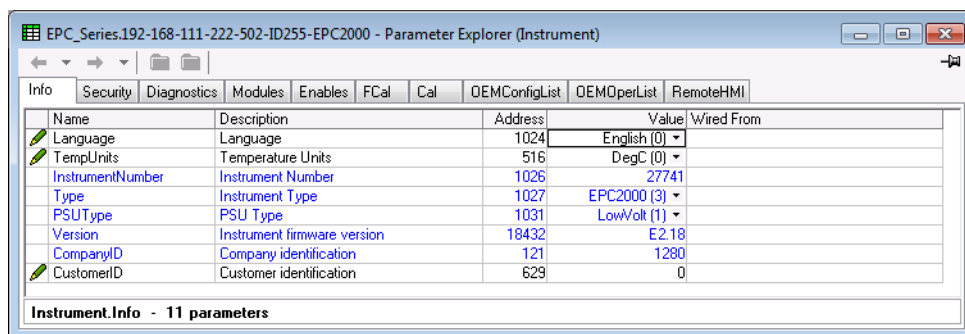 EPC_Series.192-168-111-222-502-ID255-EPC2000 - Parameter Explorer (Instrument)
Info Security Diagnostics Modules Enables FCal Cal OEMConfigList OEMOperList RemoteHMI
Name Description Address Value Wired From
Language Language 1024 English (0)
TempUnits Temperature Units 516 DegC (0)
InstrumentNumber Instrument Number 1026 27741
Type Instrument Type 1027 EPC2000 (3)
PSUType PSU Type 1031 LowVolt (1)
Version Instrument firmware version 18432 E2.18
CompanyID Company identification 121 1280
CustomerID Customer identification 629 0
Instrument.Info - 11 parameters